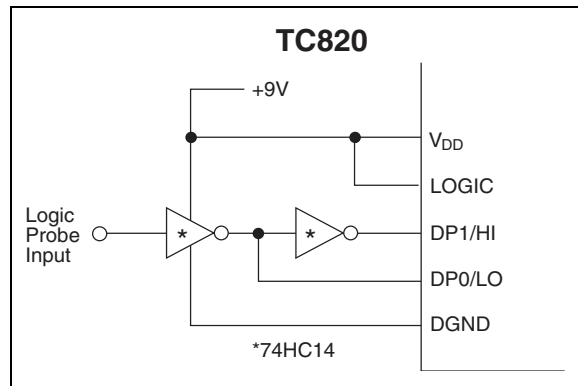 TC820
+9V
VDD
LOGIC
Logic
Probe
Input
*
*
DP1/HI
DP0/LO
DGND
*74HC14